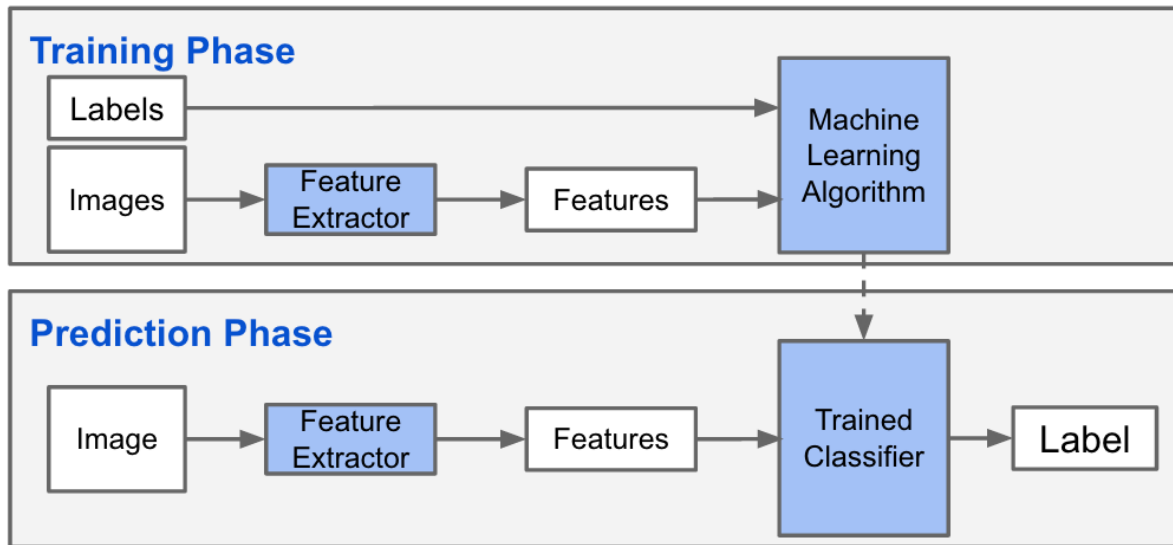 Training Phase
Labels
Images
Feature
Extractor
Features
Machine
Learning
Algorithm
Prediction Phase
Image
Feature
Extractor
Features
Trained
Classifier
Label